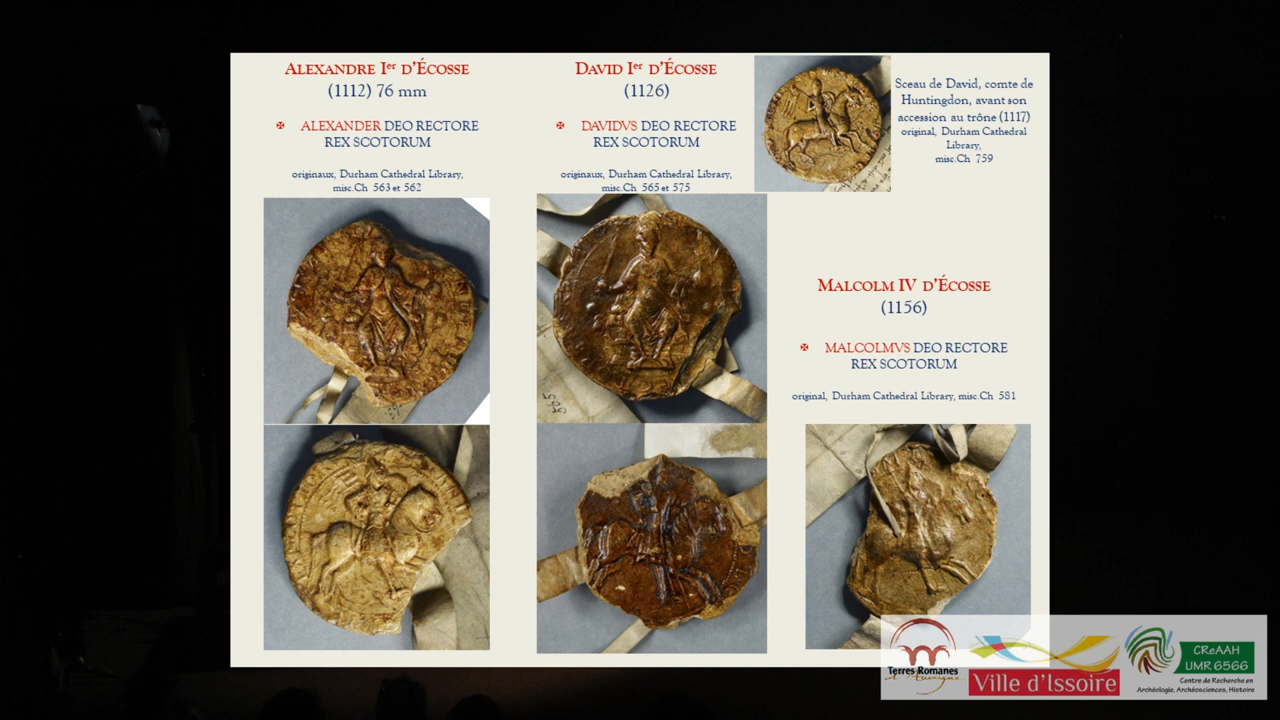 ALEXANDRE Iᵉʳ D'ÉCOSSE
(1112) 76 mm
✠ ALEXANDER DEO RECTORE
REX SCOTORUM
originaux, Durham Cathedral Library,
misc.Ch 563 et 562
DAVID Iᵉʳ D'ÉCOSSE
(1126)
✠ DAVIDVS DEO RECTORE
REX SCOTORUM
originaux, Durham Cathedral Library,
misc.Ch 565 et 575
Sceau de David, comte de
Huntingdon, avant son
accession au trône (1117)
original, Durham Cathedral
Library,
misc.Ch 759
565
MALCOLM IV D'ÉCOSSE
(1156)
✠ MALCOLMVS DEO RECTORE
REX SCOTORUM
original, Durham Cathedral Library, misc.Ch 581
Terres Romanes
d'Auvergne
Ville d'Issoire
CReAAH
UMR 6566
Centre de Recherche en
Archéologie, Archéosciences, Histoire